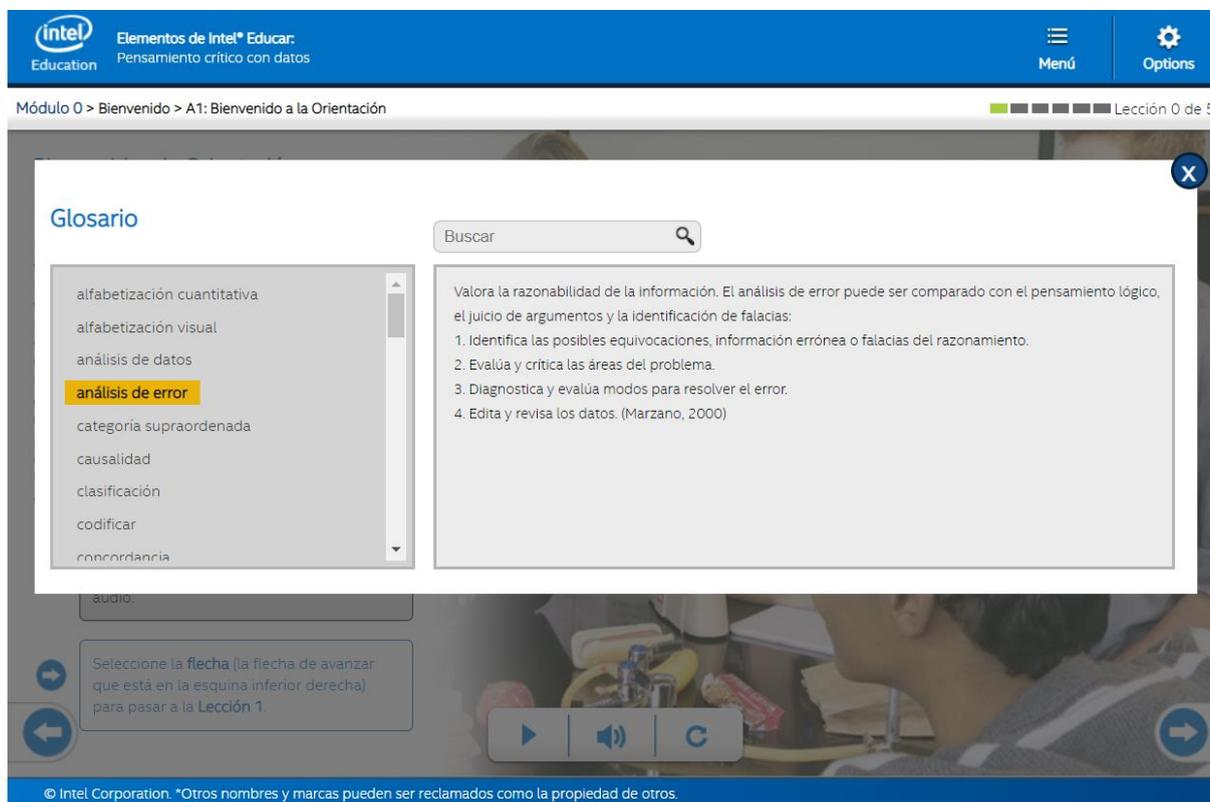 intel
Education
Elementos de Intel® Educar:
Pensamiento crítico con datos
Menú
Options
Módulo 0 > Bienvenido > A1: Bienvenido a la Orientación
Lección 0 de 5
X
Glosario
Buscar
alfabetización cuantitativa
alfabetización visual
análisis de datos
análisis de error
categoría supraordenada
causalidad
clasificación
codificar
concordancia
Valora la razonabilidad de la información. El análisis de error puede ser comparado con el pensamiento lógico,
el juicio de argumentos y la identificación de falacias:
1. Identifica las posibles equivocaciones, información errónea o falacias del razonamiento.
2. Evalúa y crítica las áreas del problema.
3. Diagnostica y evalúa modos para resolver el error.
4. Edita y revisa los datos. (Marzano, 2000)
audio.
Seleccione la flecha (la flecha de avanzar
que está en la esquina inferior derecha)
para pasar a la Lección 1.
© Intel Corporation. *Otros nombres y marcas pueden ser reclamados como la propiedad de otros.